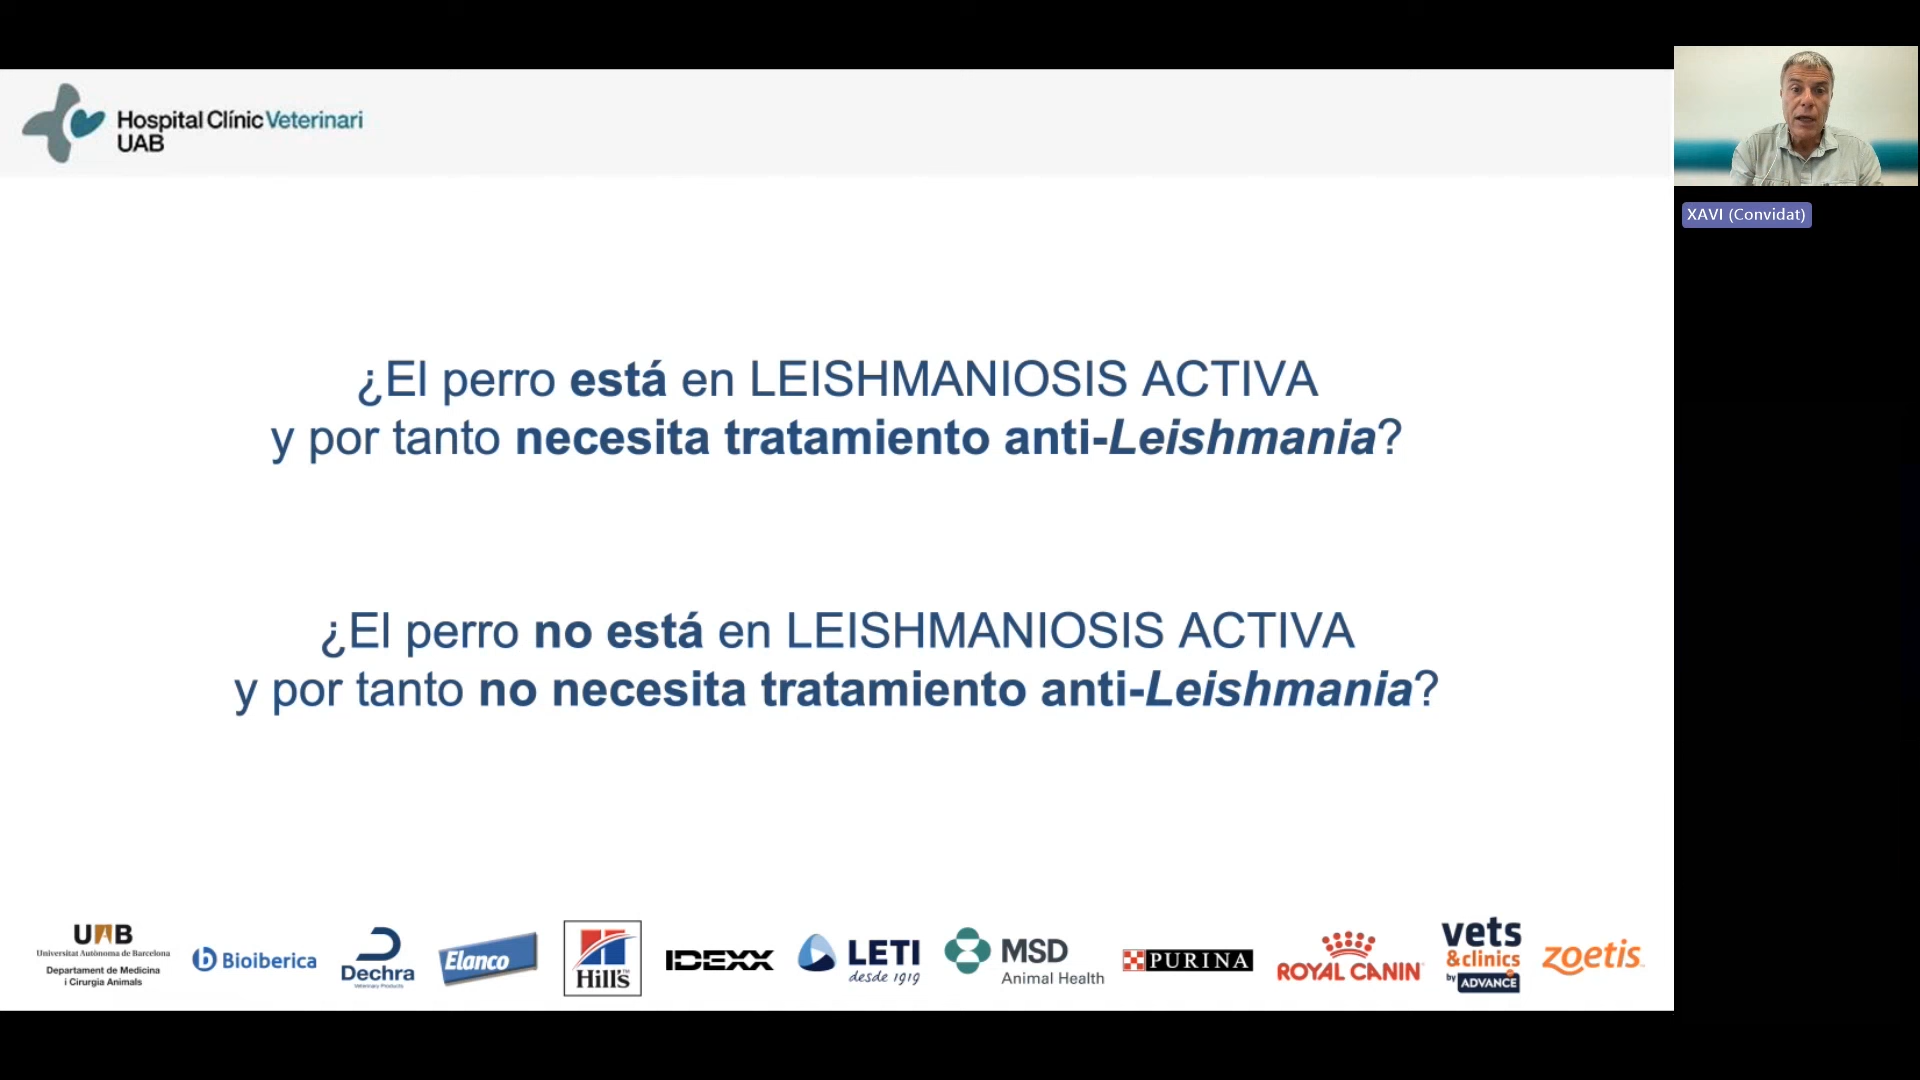 Hospital Clínic Veterinari
UAB
XAVI (Convidat)
¿El perro está en LEISHMANIOSIS ACTIVA
y por tanto necesita tratamiento anti-Leishmania?
¿El perro no está en LEISHMANIOSIS ACTIVA
y por tanto no necesita tratamiento anti-Leishmania?
UAB
Universitat Autònoma de Barcelona
Departament de Medicina
i Cirurgia Animals
Bioiberica
Dechra
Veterinary Products
Elanco
Hill's
IDEXX
LETI
desde 1919
MSD
Animal Health
PURINA
ROYAL CANIN
vets
&clinics
by ADVANCE
zoetis